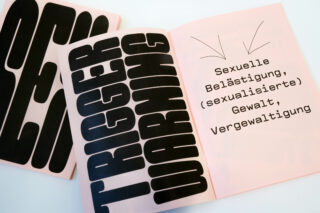 TRIGGER
WARNING
Sexuelle
Belästigung,
(sexualisierte)
Gewalt,
Vergewaltigung